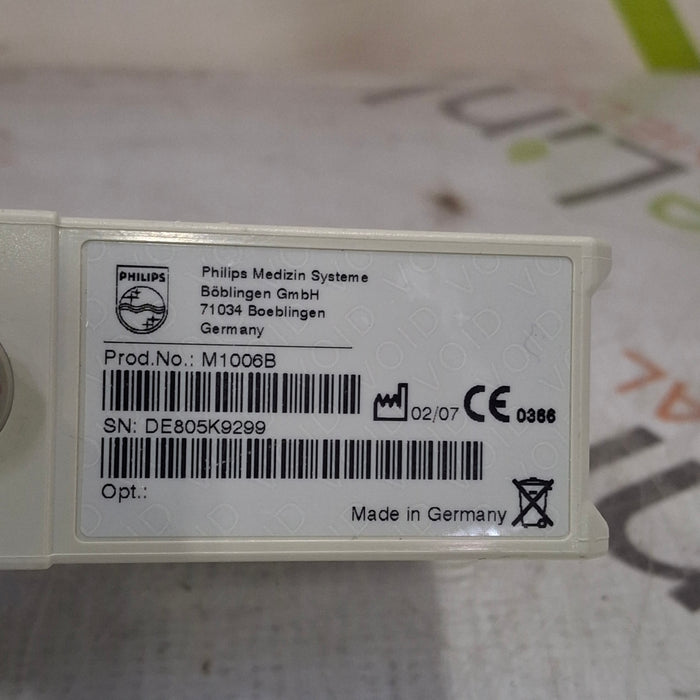 PHILIPS
Philips Medizin Systeme
Böblingen GmbH
71034 Boeblingen
Germany
Prod.No.: M1006B
02/07 CE 0366
SN: DE805K9299
Opt.:
Made in Germany